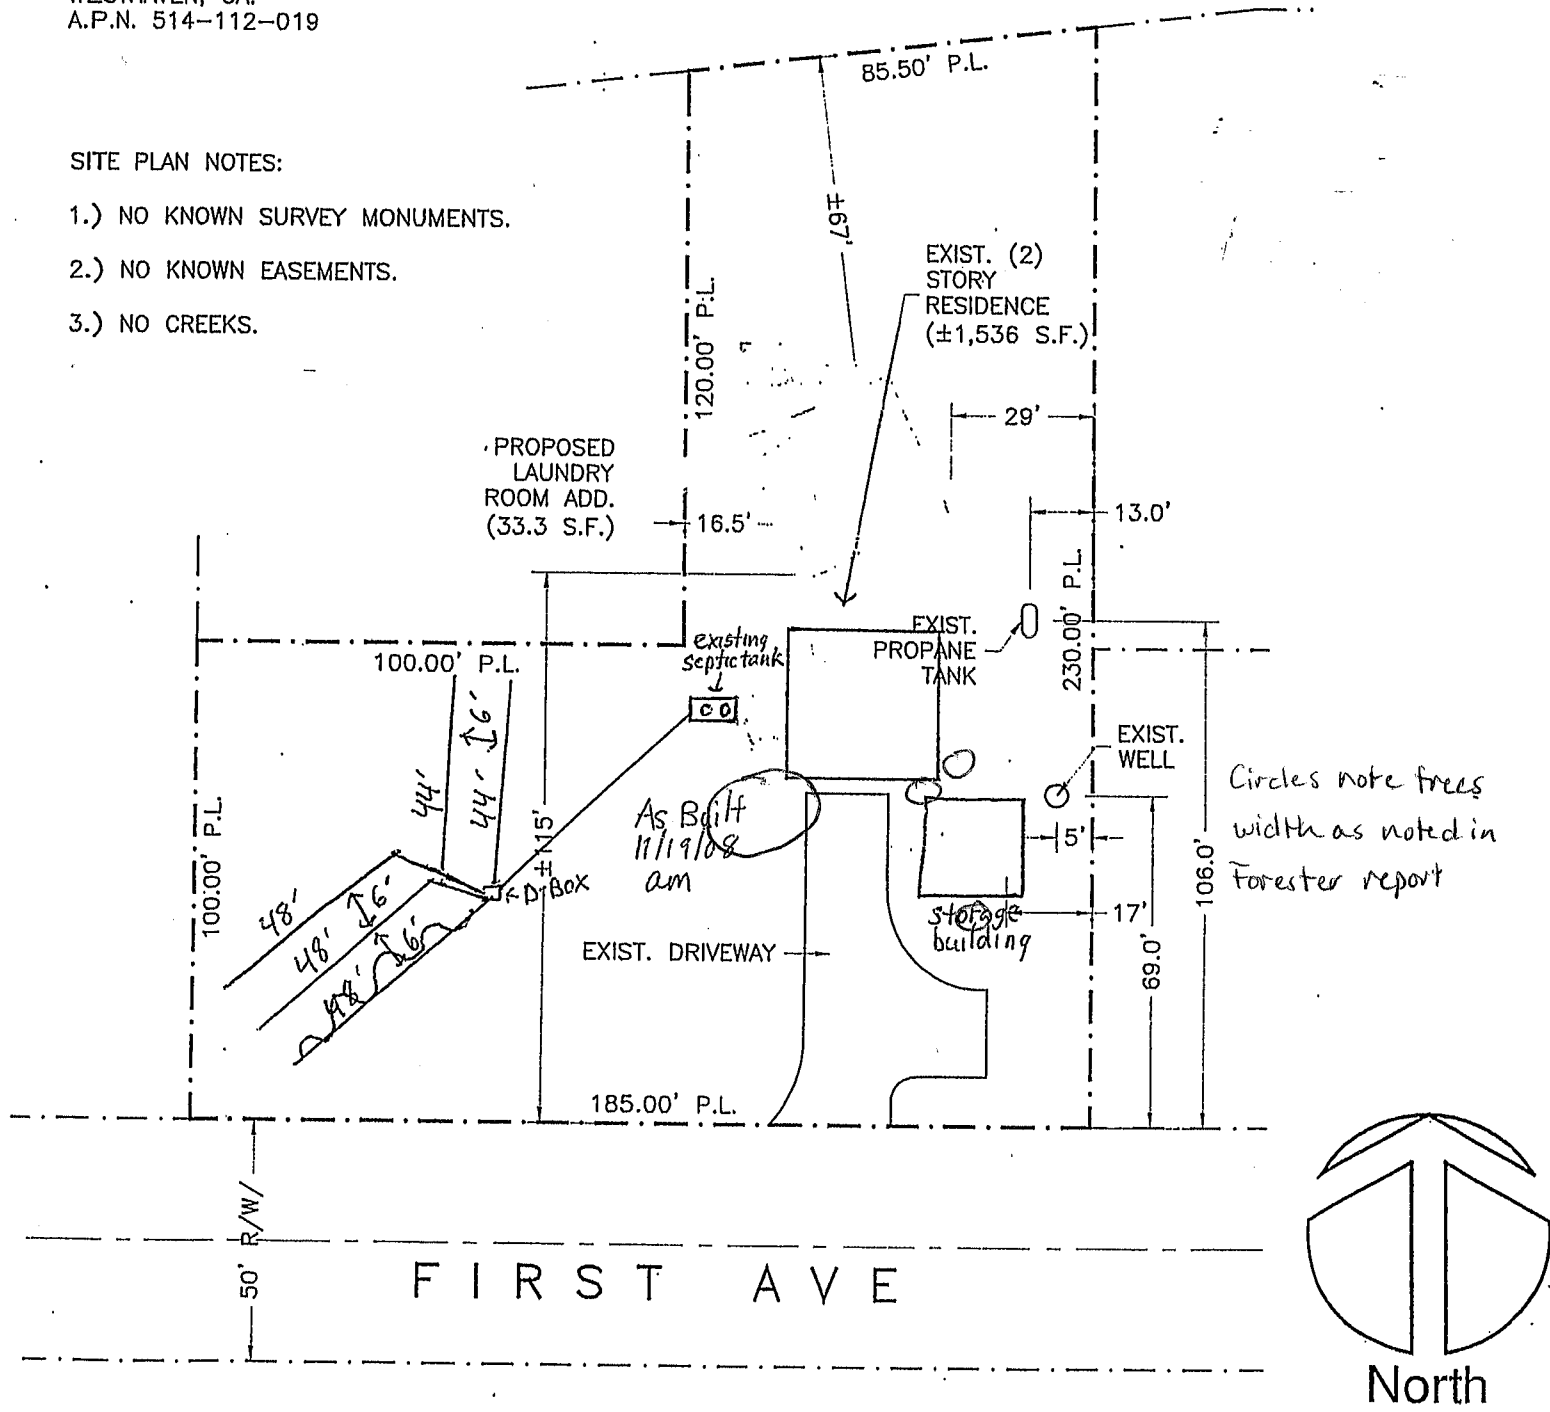 A.P.N. 514-112-019
85.50' P.L.
SITE PLAN NOTES:
1.) NO KNOWN SURVEY MONUMENTS.
2.) NO KNOWN EASEMENTS.
3.) NO CREEKS.
±67'
120.00' P.L.
EXIST. (2)
STORY
RESIDENCE
(±1,536 S.F.)
29'
PROPOSED
LAUNDRY
ROOM ADD.
(33.3 S.F.)
16.5'
13.0'
230.00' P.L.
existing
septic tank
EXIST.
PROPANE
TANK
100.00' P.L.
6'
44'
44'
±115'
100.00' P.L.
As Built
11/19/08
am
EXIST.
WELL
5'
106.0'
Circles note trees
width as noted in
Forester report
D-Box
48'
6'
48'
6'
48'
storage
building
17'
69.0'
EXIST. DRIVEWAY
185.00' P.L.
50' R/W/
FIRST AVE
North